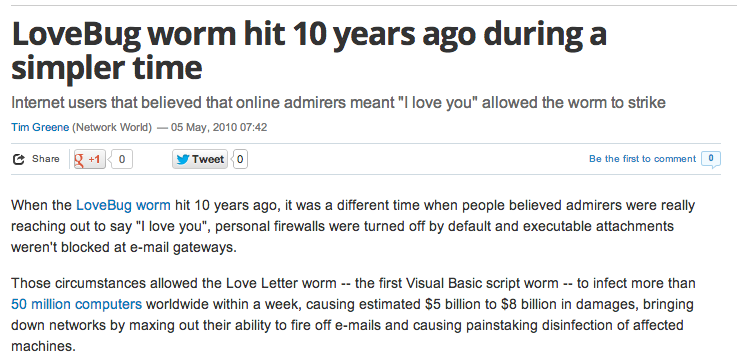 LoveBug worm hit 10 years ago during a
simpler time
Internet users that believed that online admirers meant "I love you" allowed the worm to strike
Tim Greene (Network World) — 05 May, 2010 07:42
Share g +1 0 Tweet 0 Be the first to comment 0
When the LoveBug worm hit 10 years ago, it was a different time when people believed admirers were really
reaching out to say "I love you", personal firewalls were turned off by default and executable attachments
weren't blocked at e-mail gateways.
Those circumstances allowed the Love Letter worm -- the first Visual Basic script worm -- to infect more than
50 million computers worldwide within a week, causing estimated $5 billion to $8 billion in damages, bringing
down networks by maxing out their ability to fire off e-mails and causing painstaking disinfection of affected
machines.